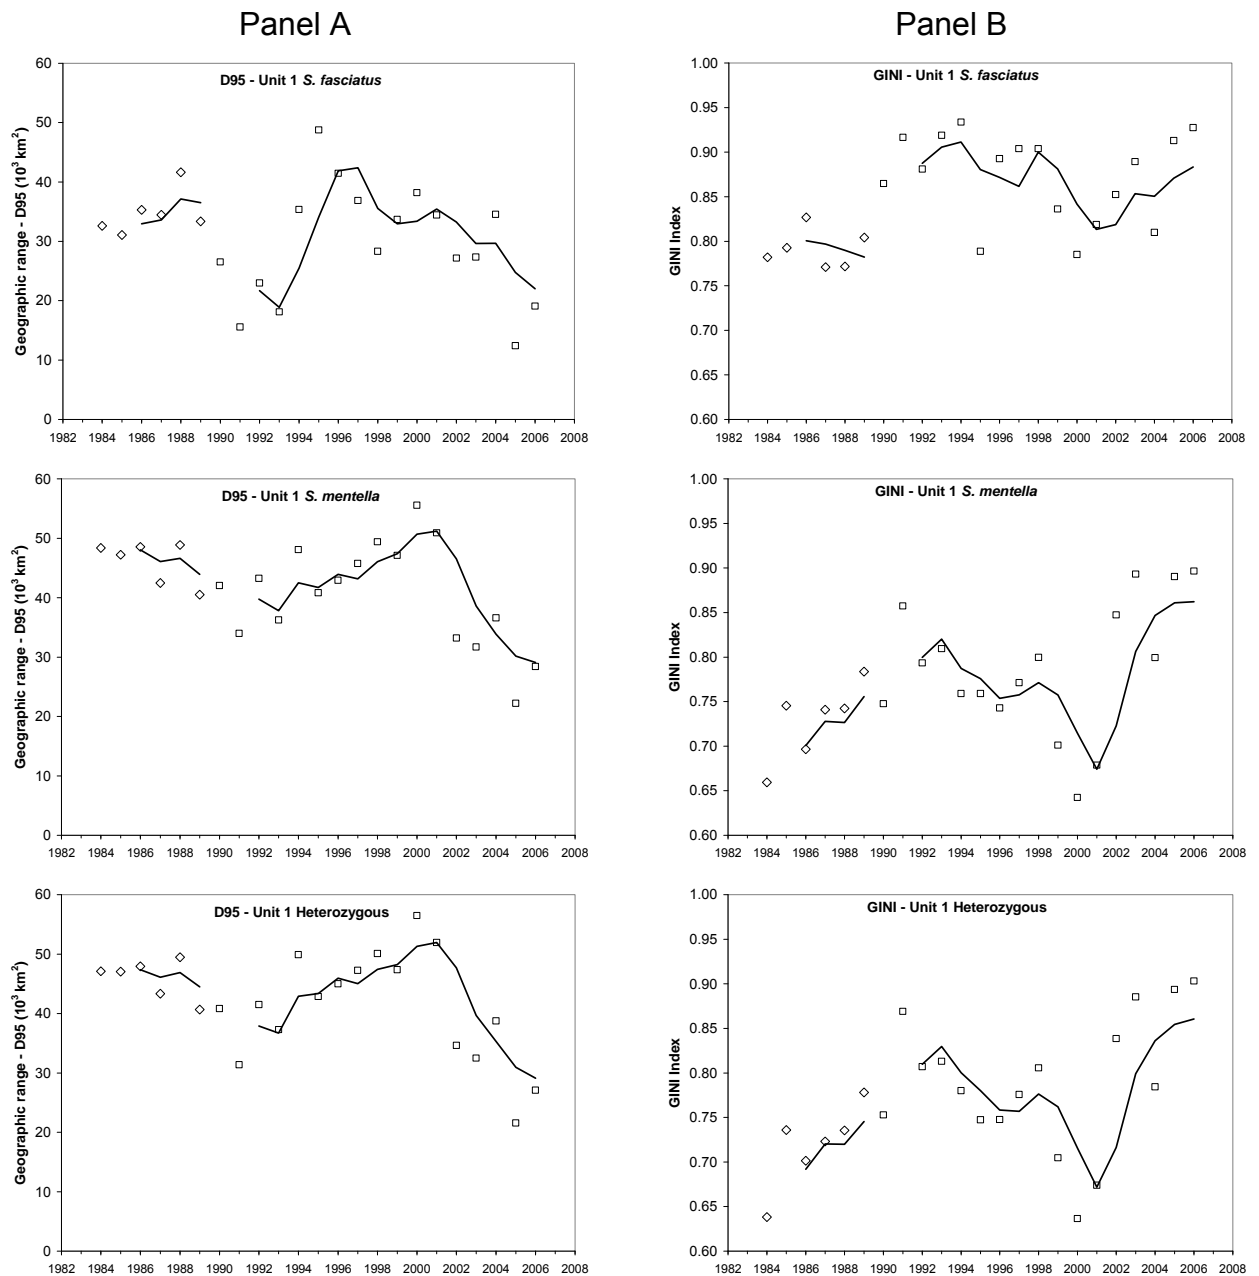 Panel A
Panel B
D95 - Unit 1 S. fasciatus
Geographic range - D95 (10³ km²)
60
50
40
30
20
10
0
1982 1984 1986 1988 1990 1992 1994 1996 1998 2000 2002 2004 2006 2008
GINI - Unit 1 S. fasciatus
GINI Index
1.00
0.95
0.90
0.85
0.80
0.75
0.70
0.65
0.60
1982 1984 1986 1988 1990 1992 1994 1996 1998 2000 2002 2004 2006 2008
D95 - Unit 1 S. mentella
Geographic range - D95 (10³ km²)
60
50
40
30
20
10
0
1982 1984 1986 1988 1990 1992 1994 1996 1998 2000 2002 2004 2006 2008
GINI - Unit 1 S. mentella
GINI Index
1.00
0.95
0.90
0.85
0.80
0.75
0.70
0.65
0.60
1982 1984 1986 1988 1990 1992 1994 1996 1998 2000 2002 2004 2006 2008
D95 - Unit 1 Heterozygous
Geographic range - D95 (10³ km²)
60
50
40
30
20
10
0
1982 1984 1986 1988 1990 1992 1994 1996 1998 2000 2002 2004 2006 2008
GINI - Unit 1 Heterozygous
GINI Index
1.00
0.95
0.90
0.85
0.80
0.75
0.70
0.65
0.60
1982 1984 1986 1988 1990 1992 1994 1996 1998 2000 2002 2004 2006 2008